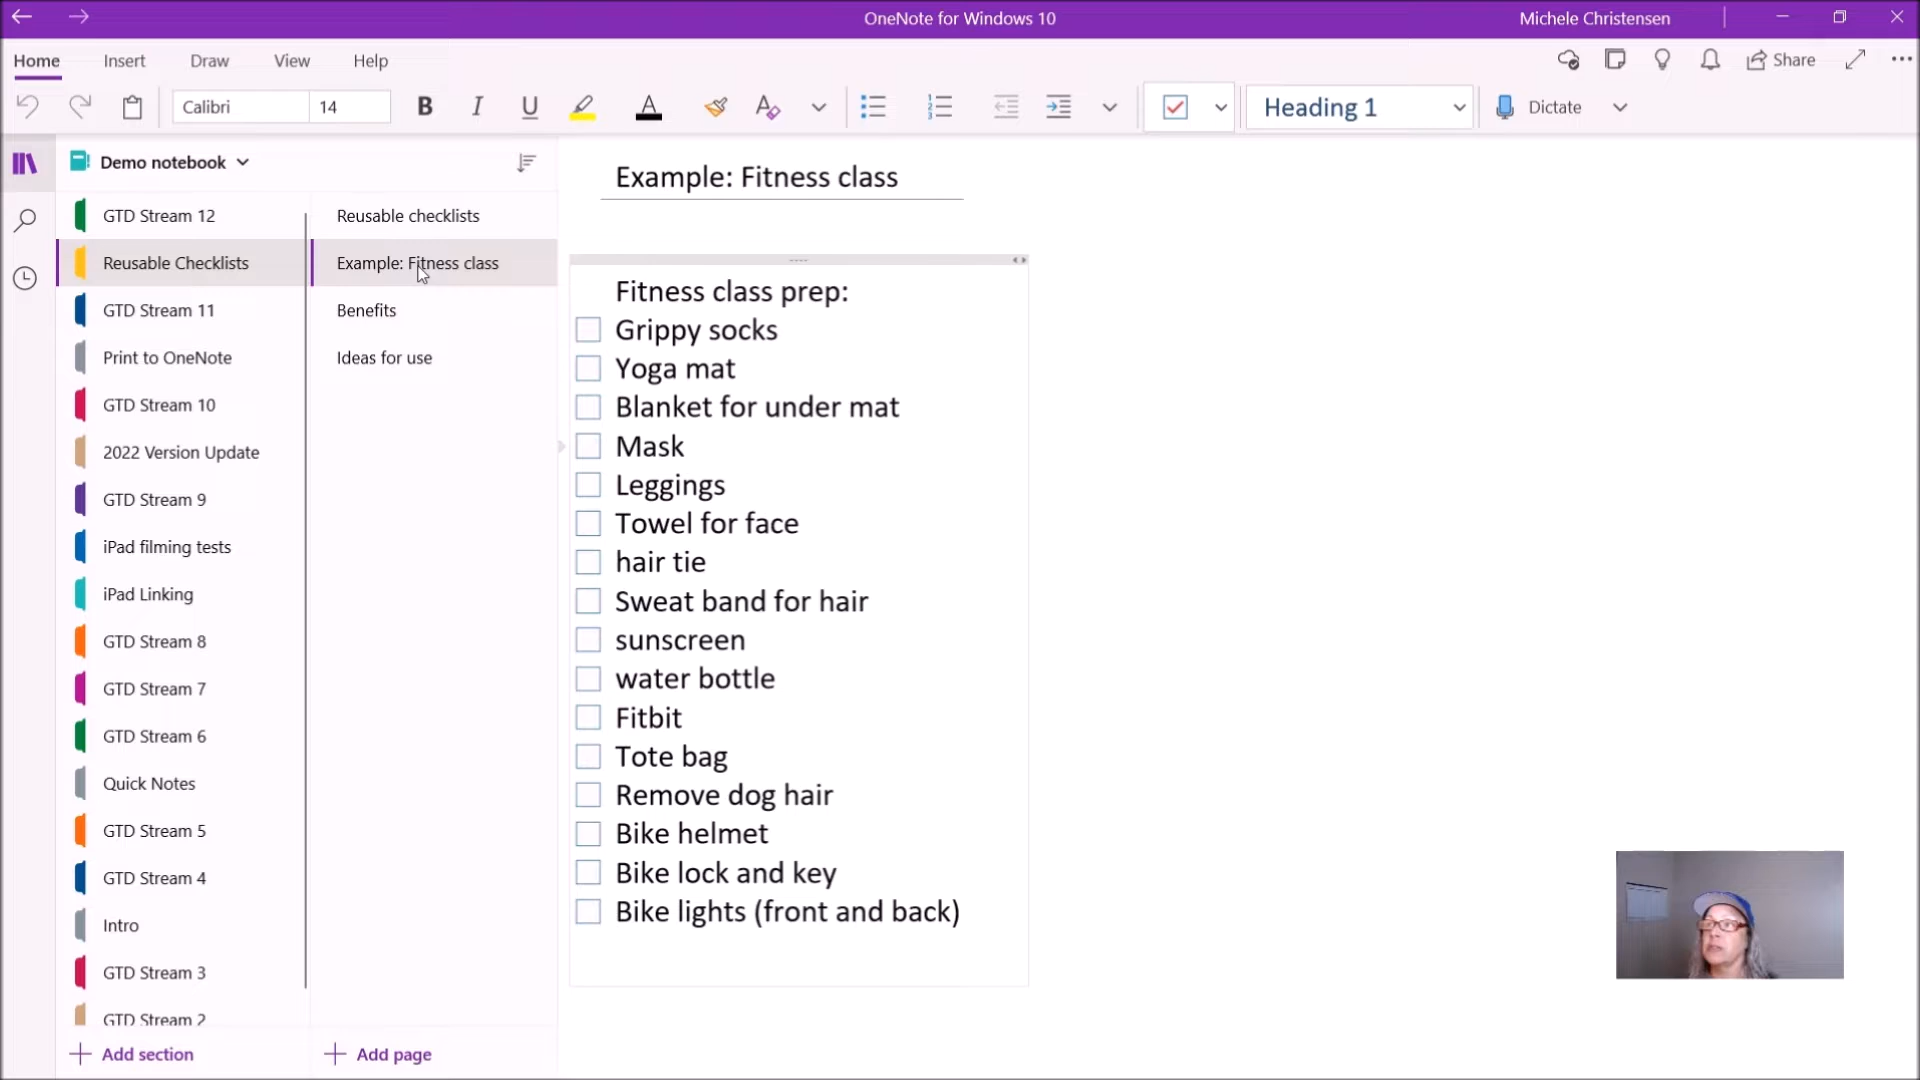 OneNote for Windows 10
Michele Christensen
Home
Insert
Draw
View
Help
Share
Calibri
14
B
I
U
A
A
Heading 1
Dictate
Demo notebook
GTD Stream 12
Reusable Checklists
GTD Stream 11
Print to OneNote
GTD Stream 10
2022 Version Update
GTD Stream 9
iPad filming tests
iPad Linking
GTD Stream 8
GTD Stream 7
GTD Stream 6
Quick Notes
GTD Stream 5
GTD Stream 4
Intro
GTD Stream 3
GTD Stream 2
Add section
Reusable checklists
Example: Fitness class
Benefits
Ideas for use
Add page
Example: Fitness class
Fitness class prep:
Grippy socks
Yoga mat
Blanket for under mat
Mask
Leggings
Towel for face
hair tie
Sweat band for hair
sunscreen
water bottle
Fitbit
Tote bag
Remove dog hair
Bike helmet
Bike lock and key
Bike lights (front and back)